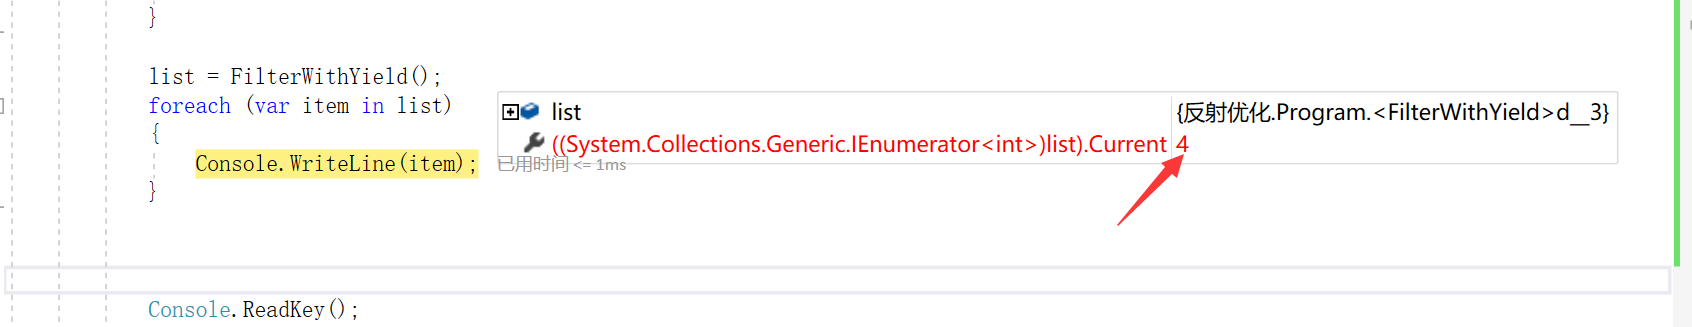 }
list = FilterWithYield();
foreach (var item in list)
list {反射优化.Program.<FilterWithYield>d__3}
{
((System.Collections.Generic.IEnumerator<int>)list).Current 4
Console.WriteLine(item); 已用时间 <= 1ms
}
Console.ReadKey();